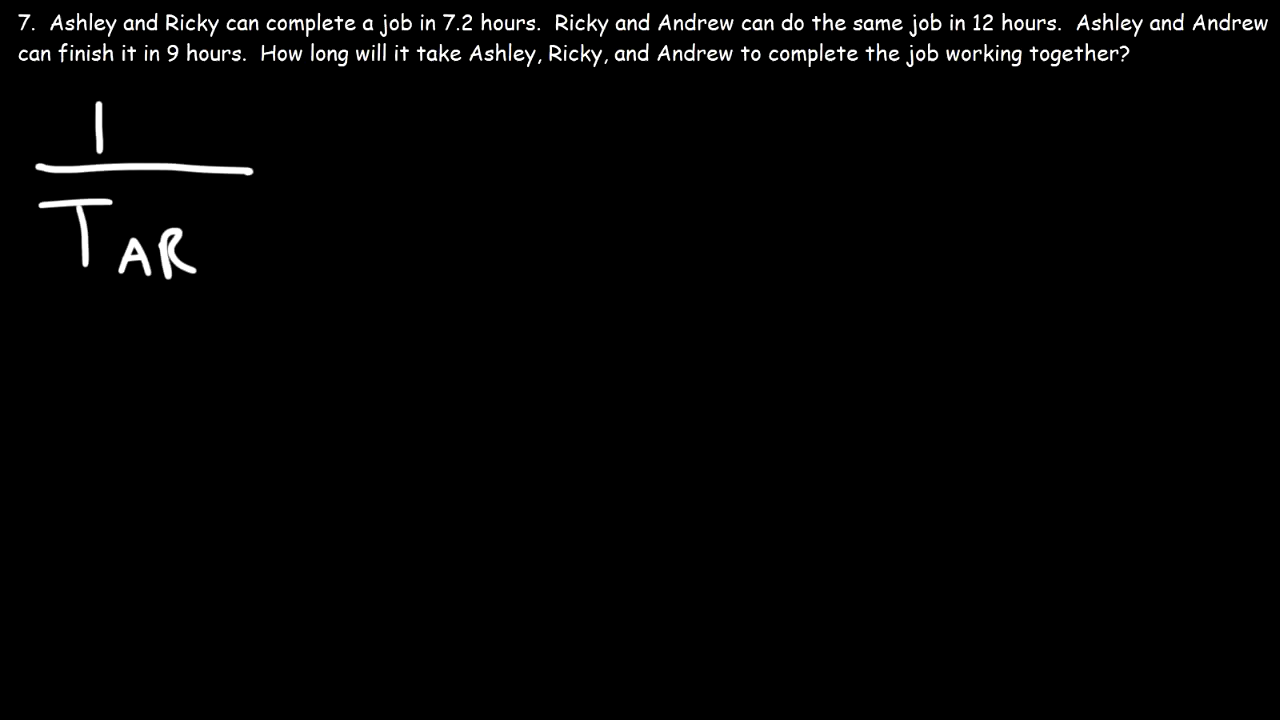 7. Ashley and Ricky can complete a job in 7.2 hours. Ricky and Andrew can do the same job in 12 hours. Ashley and Andrew
can finish it in 9 hours. How long will it take Ashley, Ricky, and Andrew to complete the job working together?
1
T AR